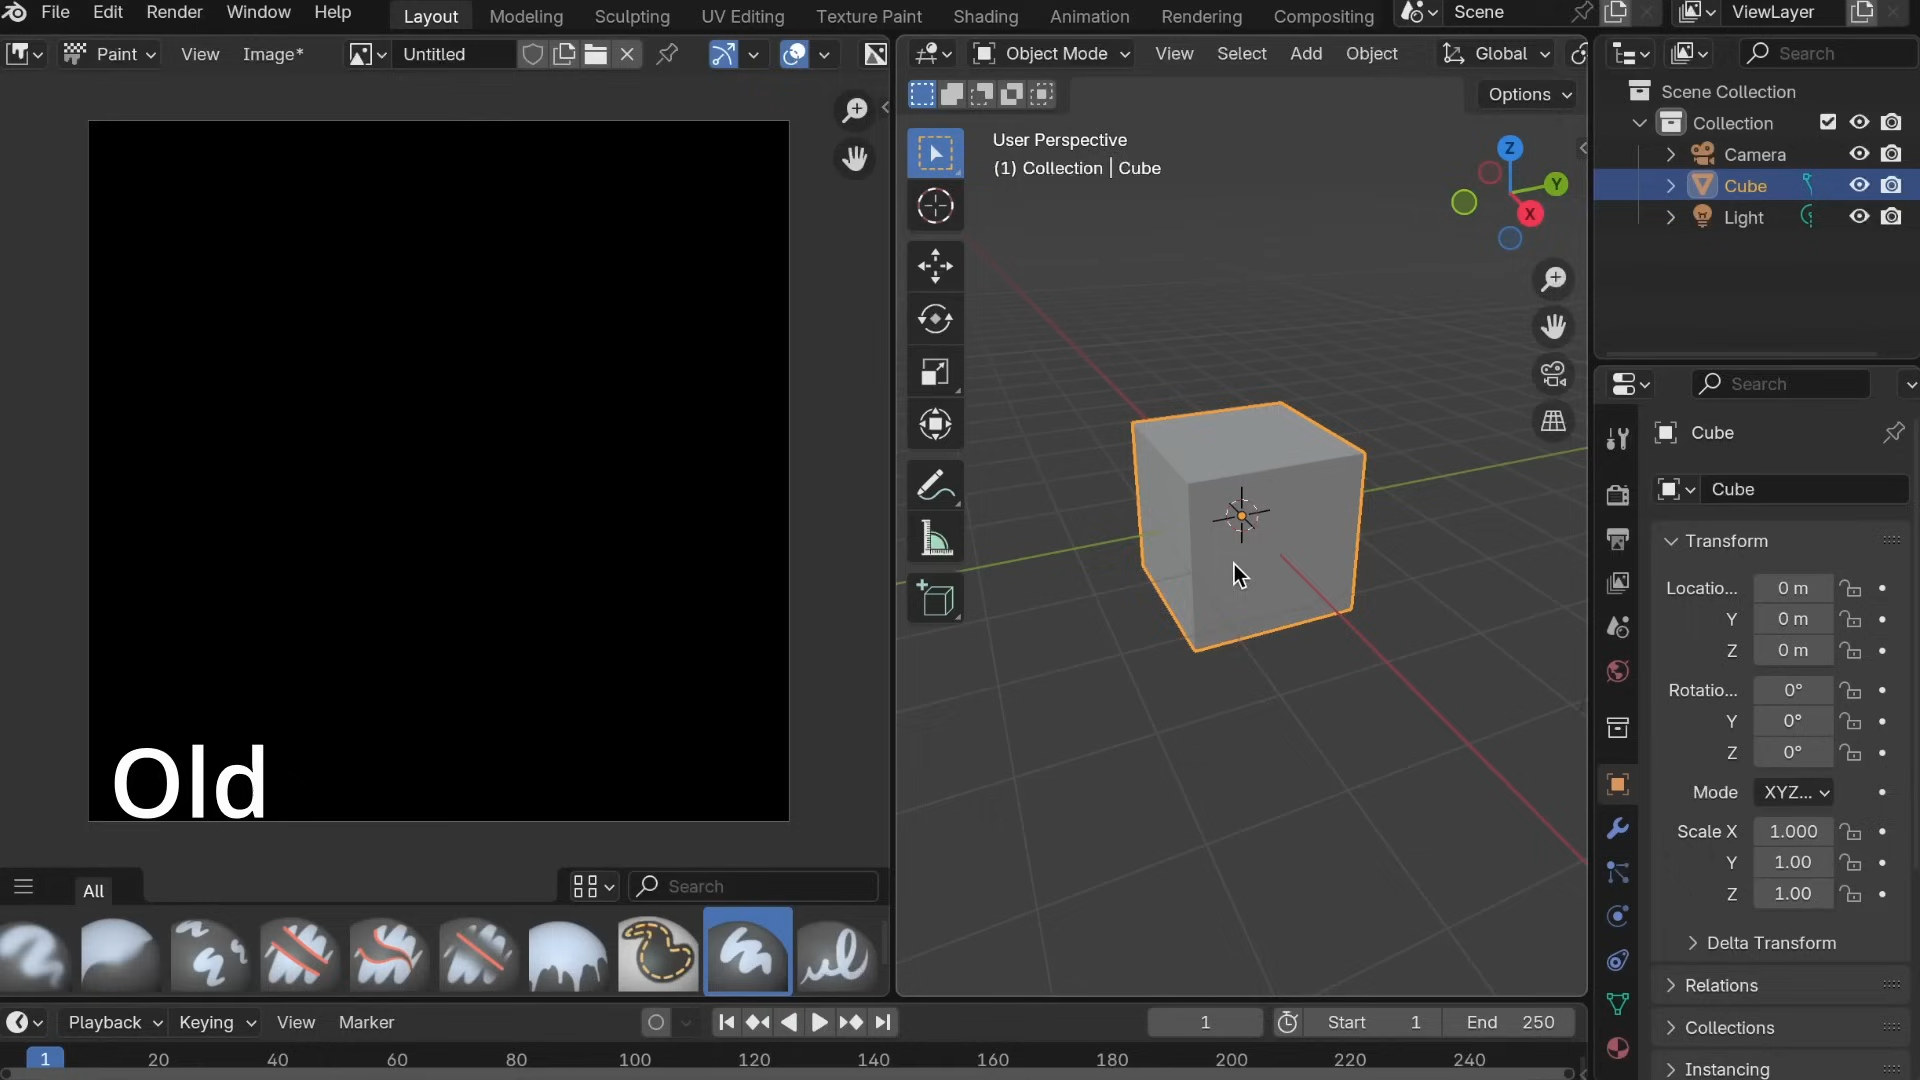 File Edit Render Window Help Layout Modeling Sculpting UV Editing Texture Paint Shading Animation Rendering Compositing Scene ViewLayer
Paint View Image* Untitled
Object Mode View Select Add Object Global
Options
User Perspective
(1) Collection | Cube
Z
Y
X
Old
All Search
Search
Scene Collection
Collection
Camera
Cube
Light
Search
Cube
Cube
Transform
Locatio... 0 m
Y 0 m
Z 0 m
Rotatio... 0°
Y 0°
Z 0°
Mode XYZ...
Scale X 1.000
Y 1.00
Z 1.00
Delta Transform
Relations
Collections
Instancing
Playback Keying View Marker 1 Start 1 End 250
1 20 40 60 80 100 120 140 160 180 200 220 240